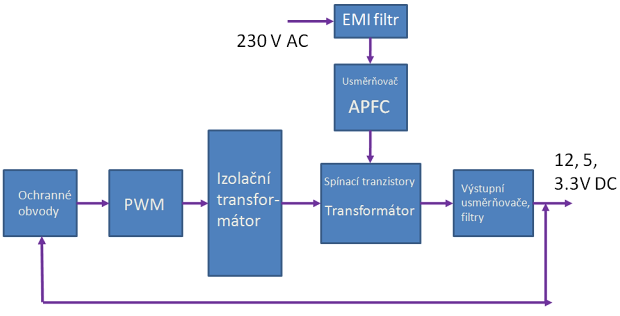 EMI filtr
230 V AC
Usměrňovač
APFC
12, 5,
3.3V DC
Ochranné
obvody
PWM
Izolační
transfor-
mátor
Spínací tranzistory
Transformátor
Výstupní
usměrňovače,
filtry